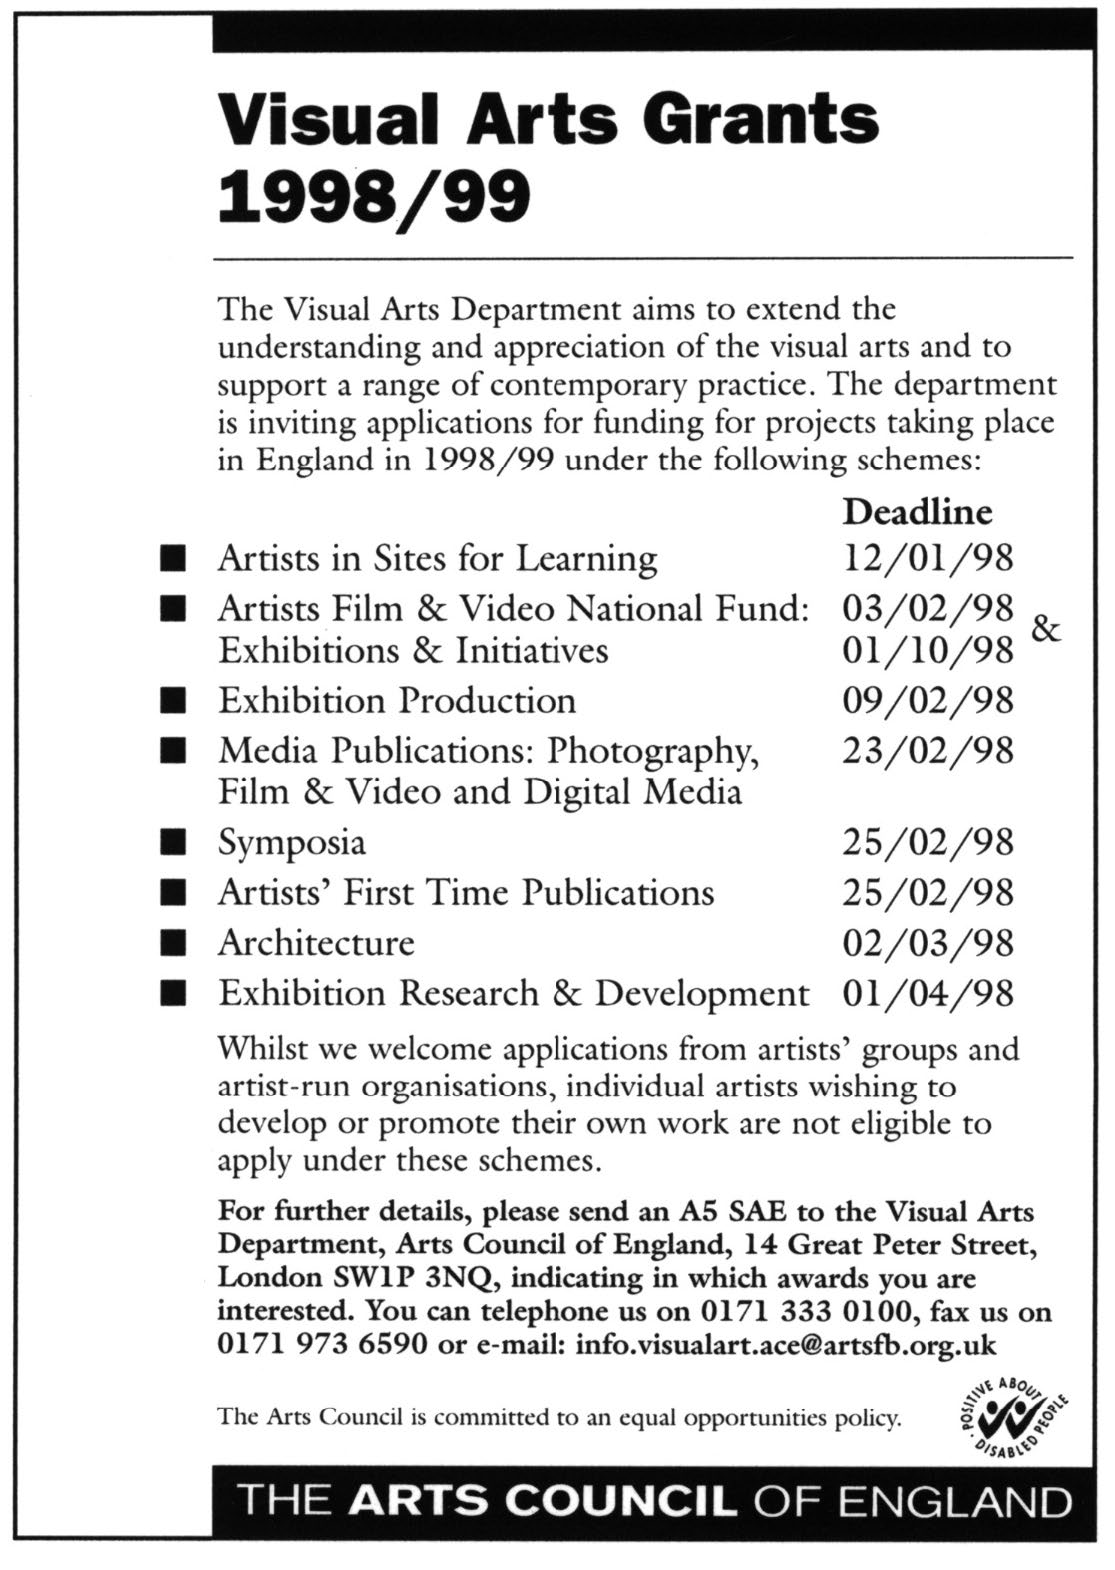 Visual Arts Grants
1998/99
The Visual Arts Department aims to extend the
understanding and appreciation of the visual arts and to
support a range of contemporary practice. The department
is inviting applications for funding for projects taking place
in England in 1998/99 under the following schemes:
Deadline
■ Artists in Sites for Learning 12/01/98
■ Artists Film & Video National Fund: 03/02/98 &
Exhibitions & Initiatives 01/10/98
■ Exhibition Production 09/02/98
■ Media Publications: Photography, 23/02/98
Film & Video and Digital Media
■ Symposia 25/02/98
■ Artists’ First Time Publications 25/02/98
■ Architecture 02/03/98
■ Exhibition Research & Development 01/04/98
Whilst we welcome applications from artists’ groups and
artist-run organisations, individual artists wishing to
develop or promote their own work are not eligible to
apply under these schemes.
For further details, please send an A5 SAE to the Visual Arts
Department, Arts Council of England, 14 Great Peter Street,
London SW1P 3NQ, indicating in which awards you are
interested. You can telephone us on 0171 333 0100, fax us on
0171 973 6590 or e-mail: info.visualart.ace@artsfb.org.uk
The Arts Council is committed to an equal opportunities policy.
POSITIVE ABOUT DISABLED PEOPLE
THE ARTS COUNCIL OF ENGLAND